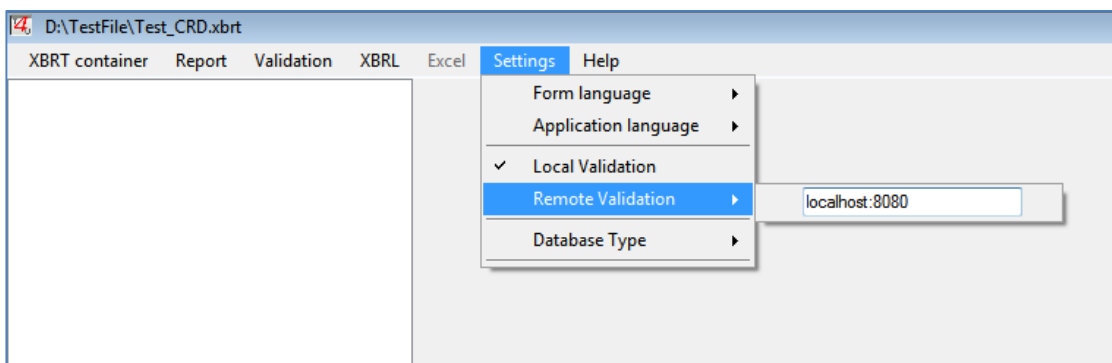 D:\TestFile\Test_CRD.xbrt
XBRT container Report Validation XBRL Excel Settings Help
Form language
Application language
Local Validation
Remote Validation localhost:8080
Database Type